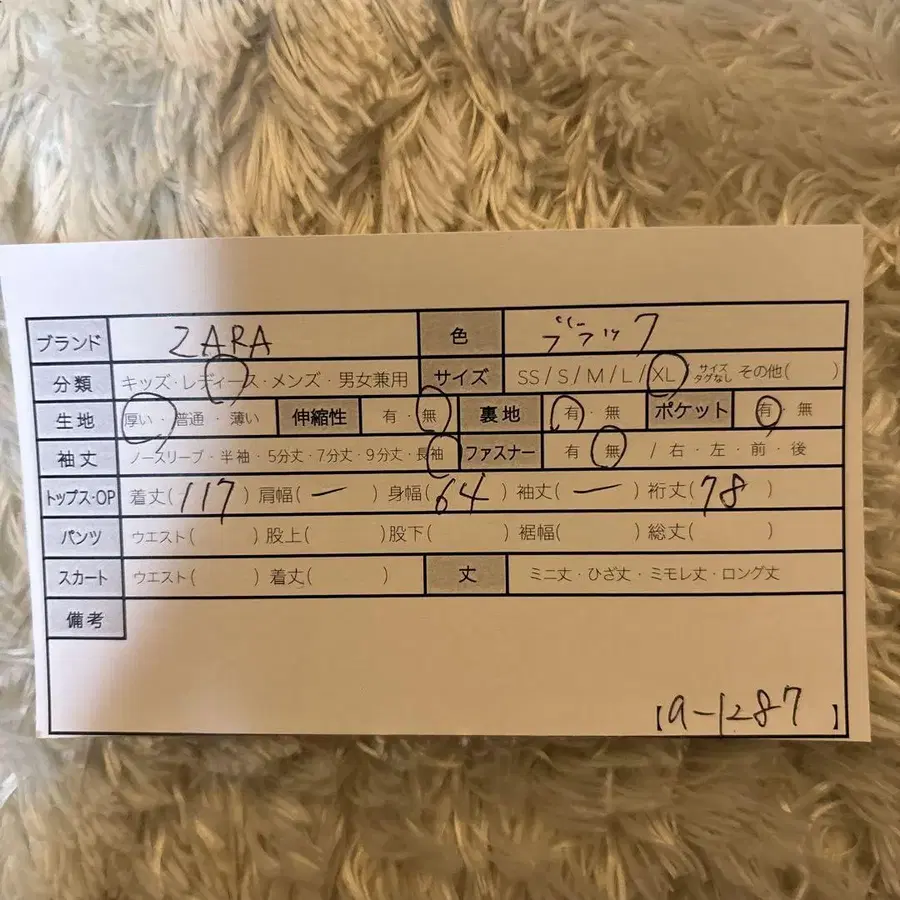 ブランド ZARA 色 ブラック
分類 キッズ・レディース・メンズ・男女兼用 サイズ SS/S/M/L/XL/サイズタグなし その他( )
生地 厚い・普通・薄い 伸縮性 有・無 裏地 有・無 ポケット 有・無
袖丈 ノースリーブ・半袖・5分丈・7分丈・9分丈・長袖 ファスナー 有・無 /右・左・前・後
トップス・OP 着丈(117) 肩幅(ー) 身幅(64) 袖丈(ー) 裄丈(78)
パンツ ウエスト( ) 股上( ) 股下( ) 裾幅( ) 総丈( )
スカート ウエスト( ) 着丈( ) 丈 ミニ丈・ひざ丈・ミモレ丈・ロング丈
備考
【a-1287】